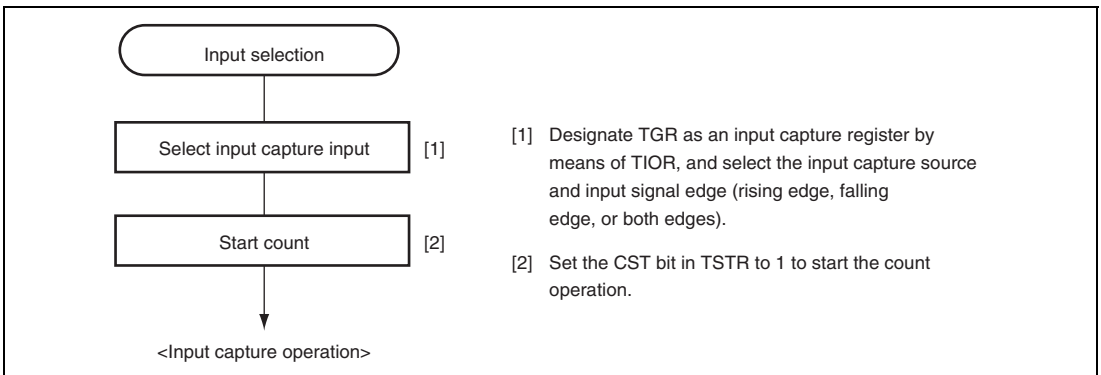 Input selection
Select input capture input
[1]
Start count
[2]
<Input capture operation>
[1] Designate TGR as an input capture register by
means of TIOR, and select the input capture source
and input signal edge (rising edge, falling
edge, or both edges).
[2] Set the CST bit in TSTR to 1 to start the count
operation.